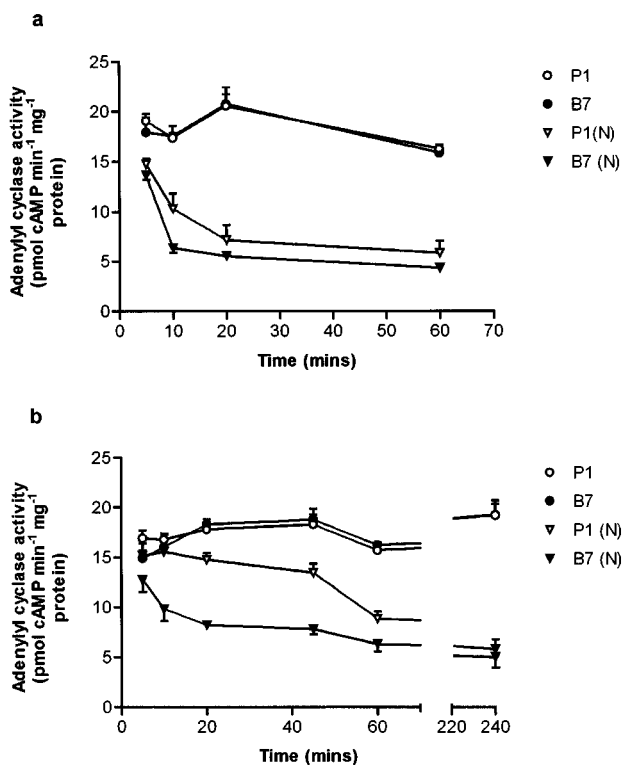 a
Adenylyl cyclase activity
(pmol cAMP min-1 mg-1
protein)
25
20
15
10
5
0
0 10 20 30 40 50 60 70
Time (mins)
P1
B7
P1(N)
B7 (N)
b
Adenylyl cyclase activity
(pmol cAMP min-1 mg-1
protein)
25
20
15
10
5
0
0 20 40 60 220 240
Time (mins)
P1
B7
P1 (N)
B7 (N)